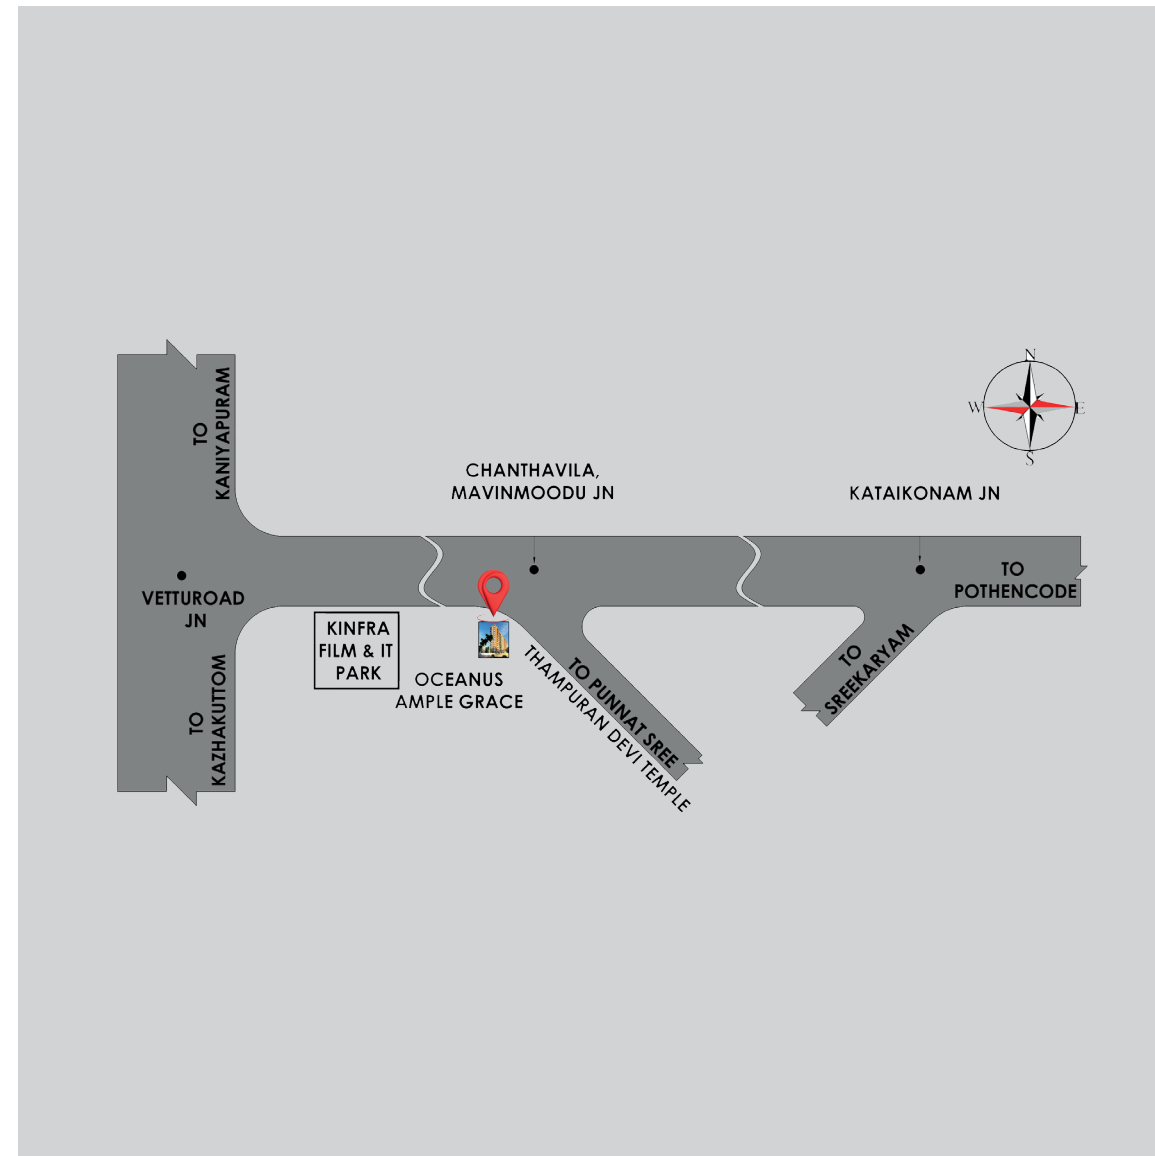 N
W
E
S
TO
KANIYAPURAM
CHANTHAVILA,
MAVINMOODU JN
KATAIKONAM JN
VETTUROAD
JN
TO
POTHENCODE
KINFRA
FILM & IT
PARK
OCEANUS
AMPLE GRACE
TO PUNNAT SREE
THAMPURAN DEVI TEMPLE
TO
SREEKARYAM
TO
KAZHAKUTTOM